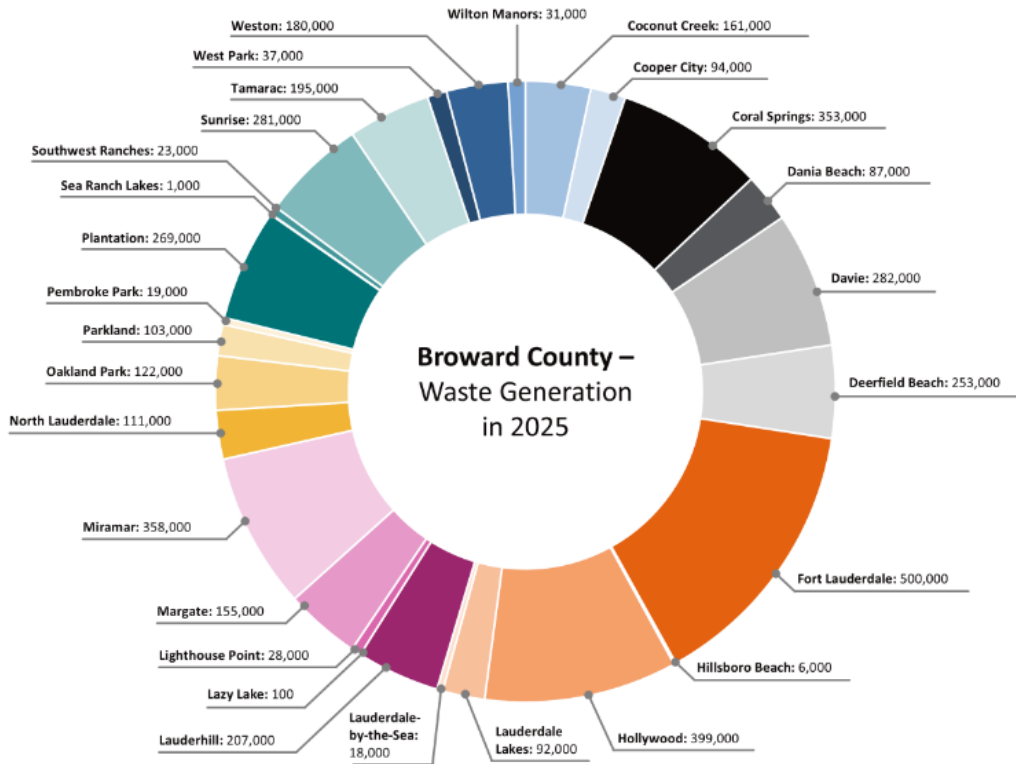 Wilton Manors: 31,000
Coconut Creek: 161,000
Cooper City: 94,000
Coral Springs: 353,000
Dania Beach: 87,000
Davie: 282,000
Deerfield Beach: 253,000
Fort Lauderdale: 500,000
Hillsboro Beach: 6,000
Hollywood: 399,000
Lauderdale
Lakes: 92,000
Lauderdale-
by-the-Sea:
18,000
Lauderhill: 207,000
Lazy Lake: 100
Lighthouse Point: 28,000
Margate: 155,000
Miramar: 358,000
North Lauderdale: 111,000
Oakland Park: 122,000
Parkland: 103,000
Pembroke Park: 19,000
Plantation: 269,000
Sea Ranch Lakes: 1,000
Southwest Ranches: 23,000
Sunrise: 281,000
Tamarac: 195,000
West Park: 37,000
Weston: 180,000
Broward County –
Waste Generation
in 2025